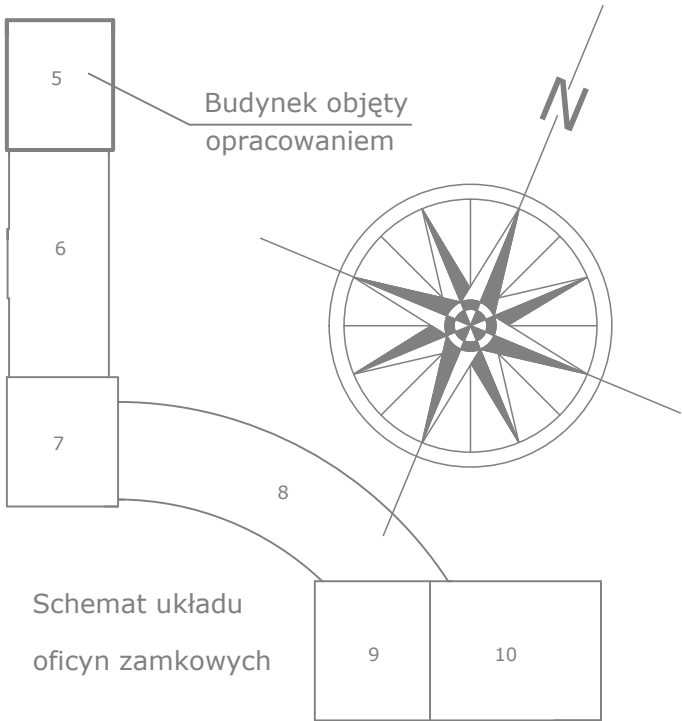 5
Budynek objęty
opracowaniem
N
6
7
8
Schemat układu
oficyn zamkowych
9
10